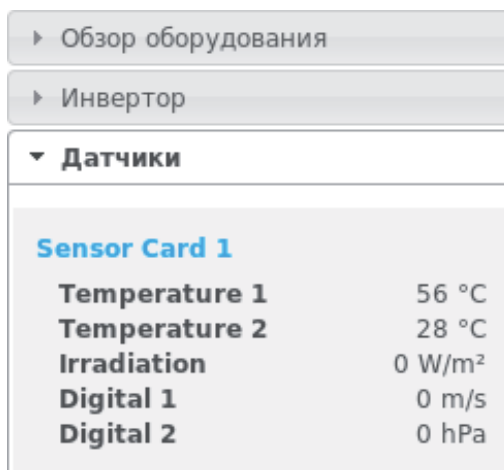 Обзор оборудования
Инвертор
Датчики
Sensor Card 1
Temperature 1 56 °C
Temperature 2 28 °C
Irradiation 0 W/m²
Digital 1 0 m/s
Digital 2 0 hPa